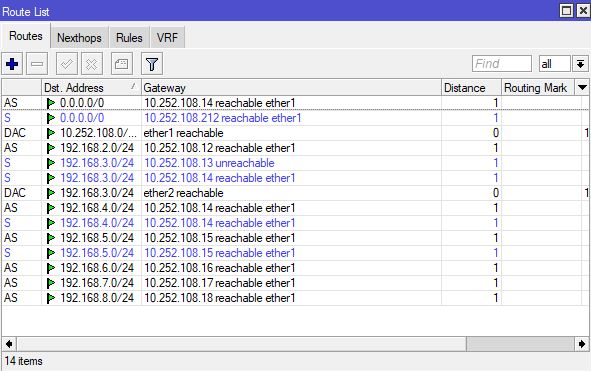 Route List
Routes Nexthops Rules VRF
Find all
Dst. Address Gateway Distance Routing Mark
AS 0.0.0.0/0 10.252.108.14 reachable ether1 1
S 0.0.0.0/0 10.252.108.212 reachable ether1 1
DAC 10.252.108.0/... ether1 reachable 0 1
AS 192.168.2.0/24 10.252.108.12 reachable ether1 1
S 192.168.3.0/24 10.252.108.13 unreachable 1
S 192.168.3.0/24 10.252.108.14 reachable ether1 1
DAC 192.168.3.0/24 ether2 reachable 0 1
AS 192.168.4.0/24 10.252.108.14 reachable ether1 1
S 192.168.4.0/24 10.252.108.14 reachable ether1 1
AS 192.168.5.0/24 10.252.108.15 reachable ether1 1
S 192.168.5.0/24 10.252.108.15 reachable ether1 1
AS 192.168.6.0/24 10.252.108.16 reachable ether1 1
AS 192.168.7.0/24 10.252.108.17 reachable ether1 1
AS 192.168.8.0/24 10.252.108.18 reachable ether1 1
14 items